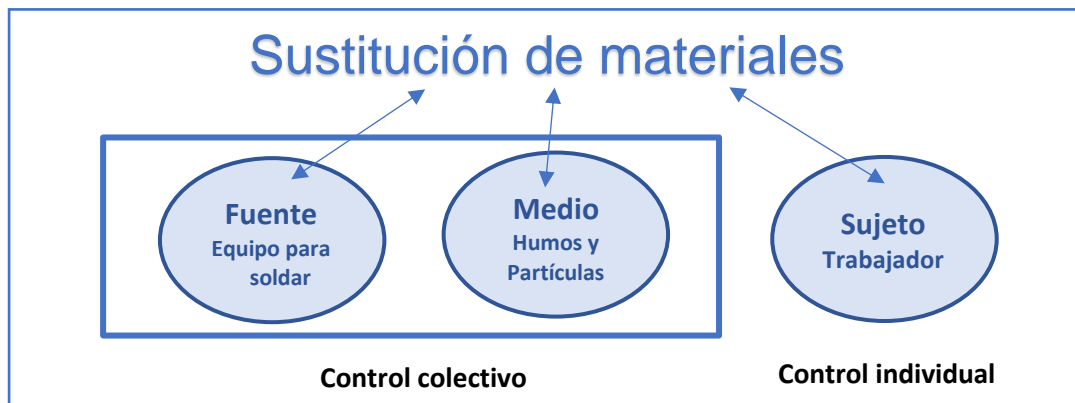 Sustitución de materiales
Fuente
Equipo para
soldar
Medio
Humos y
Partículas
Sujeto
Trabajador
Control colectivo
Control individual